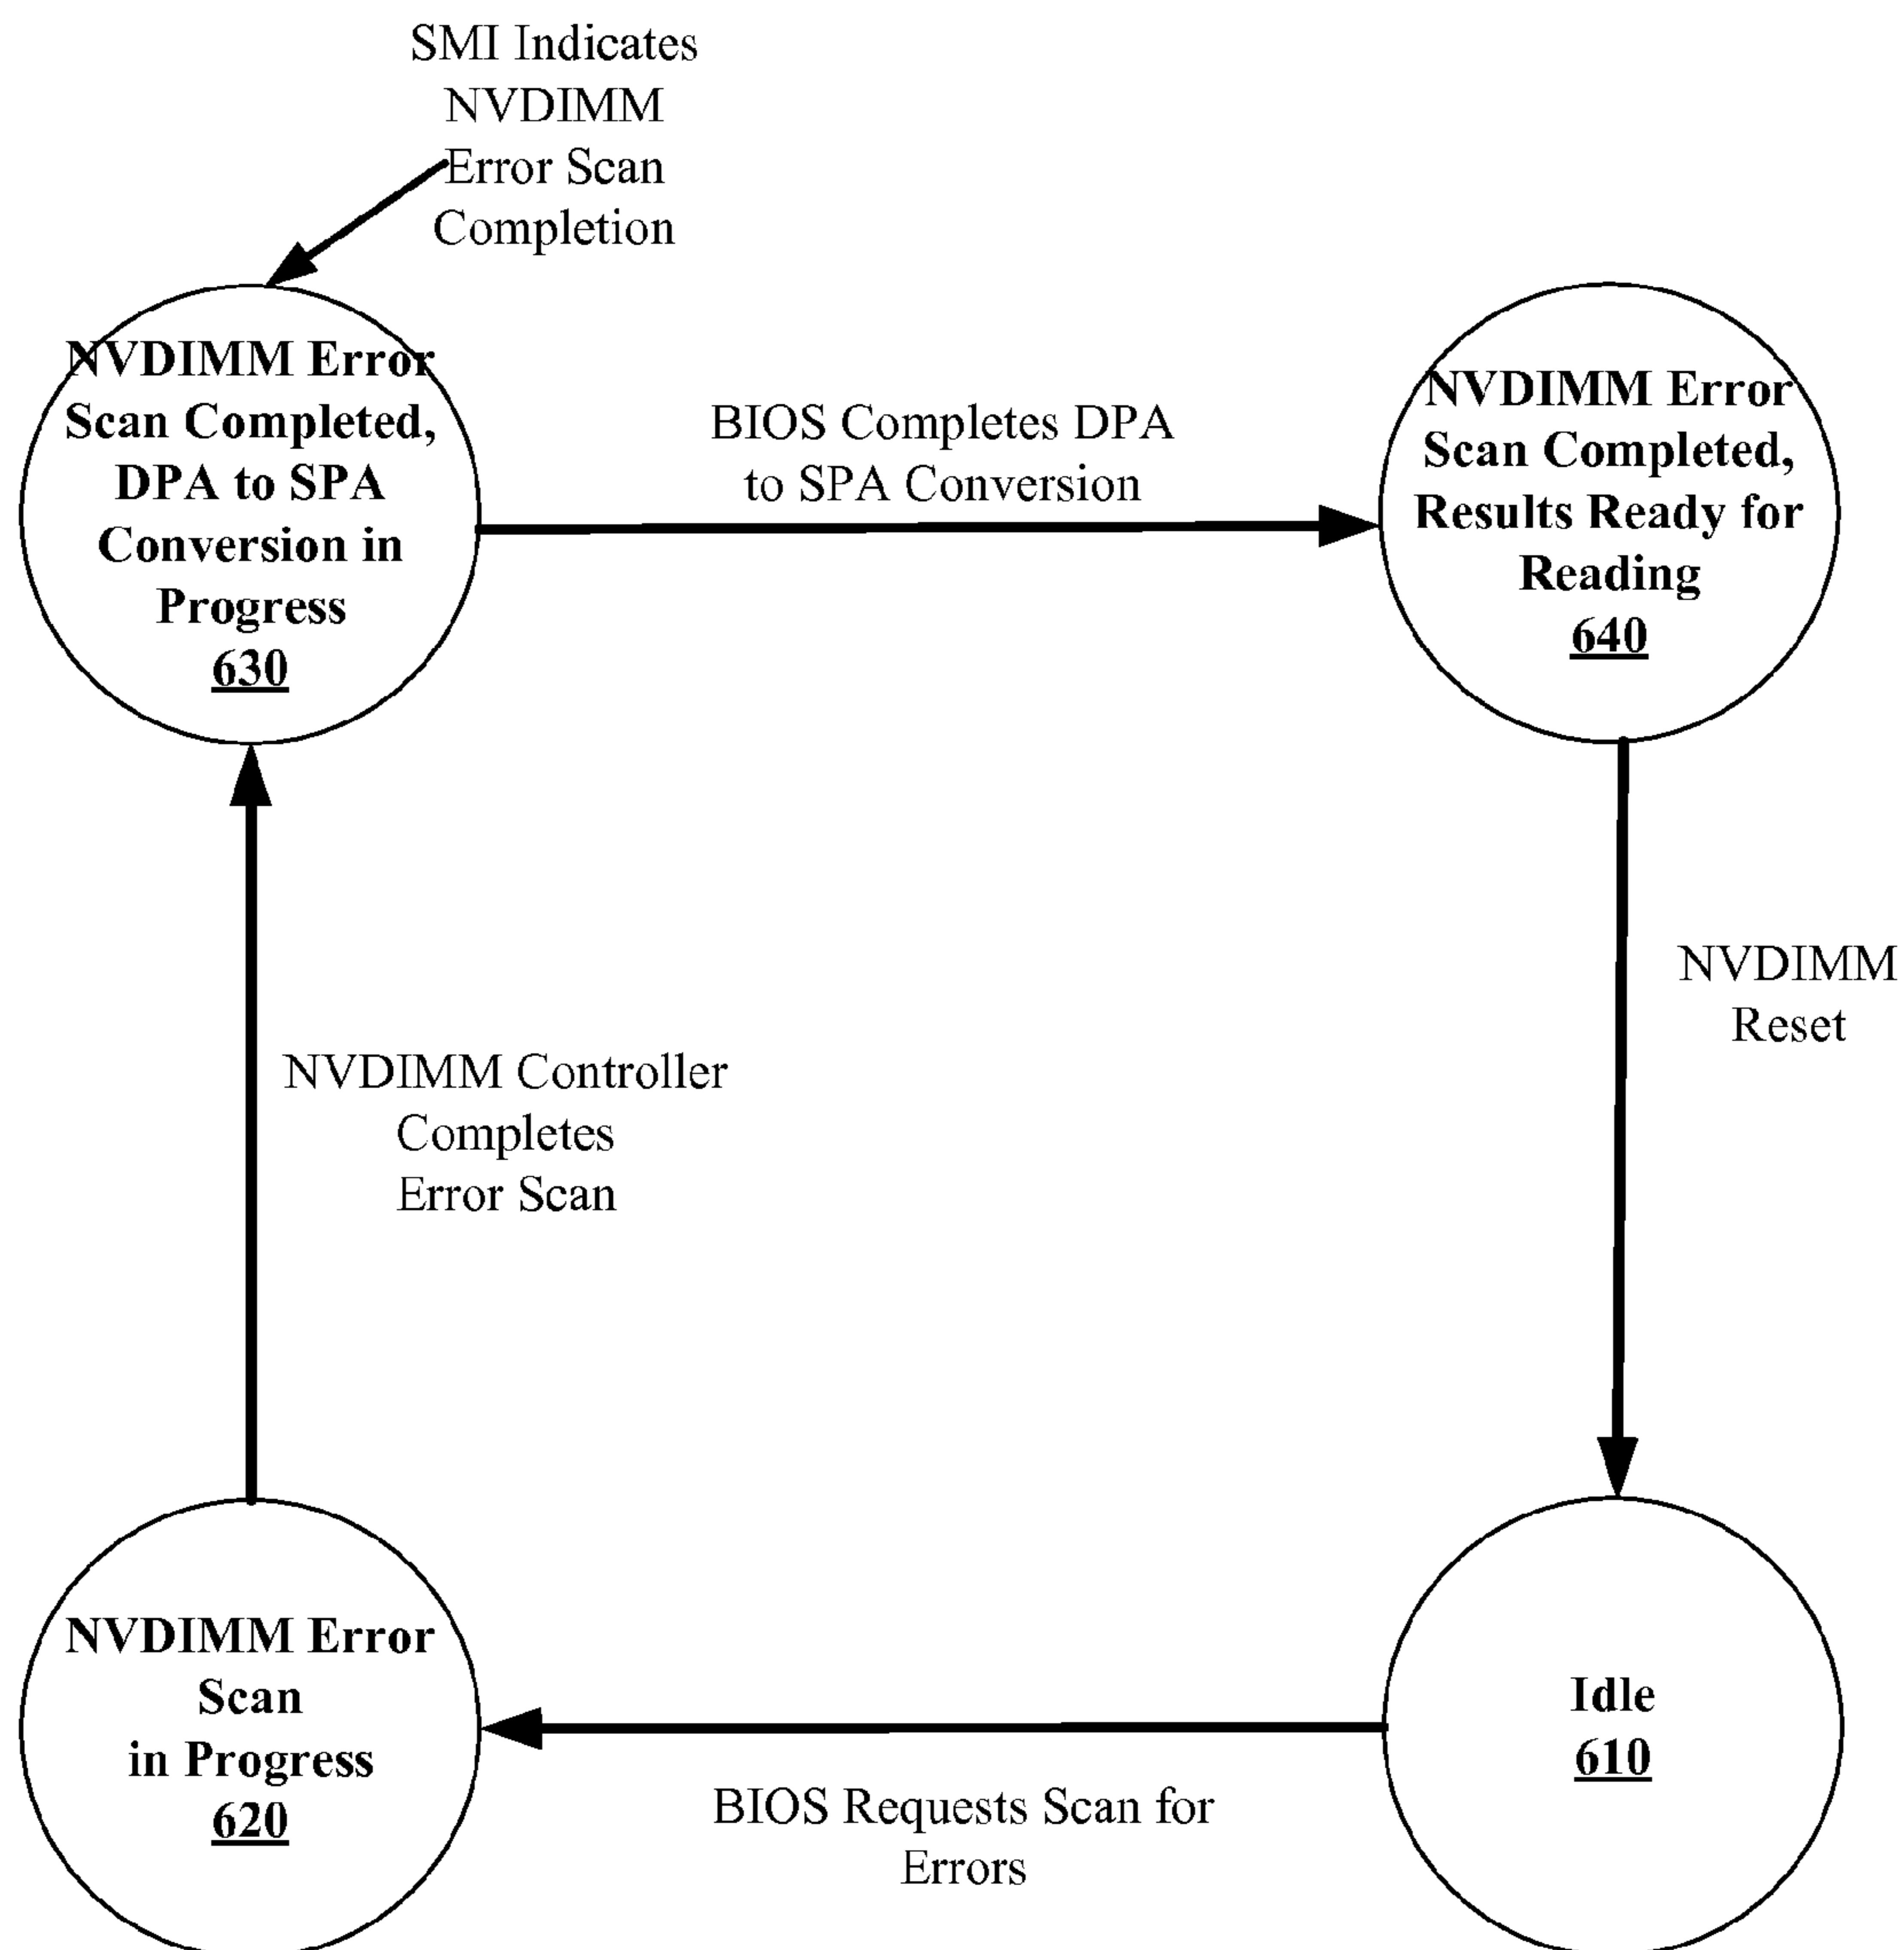 SMI Indicates
NVDIMM
Error Scan
Completion
NVDIMM Error
Scan Completed,
DPA to SPA
Conversion in
Progress
630
BIOS Completes DPA
to SPA Conversion
NVDIMM Error
Scan Completed,
Results Ready for
Reading
640
NVDIMM
Reset
NVDIMM Controller
Completes
Error Scan
NVDIMM Error
Scan
in Progress
620
BIOS Requests Scan for
Errors
Idle
610